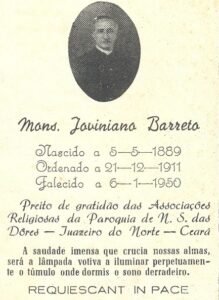 Mons. Joviniano Barreto
Nascido a 5-5-1889
Ordenado a 21-12-1911
Falecido a 6-1-1950
Preito de gratidão das Associações
Religiosas da Paroquia de N. S. das
Dôres — Juazeiro do Norte — Ceará
A saudade imensa que crucia nossas almas,
será a lâmpada votiva a iluminar perpetuamen-
te o túmulo onde dormis o sono derradeiro.
REQUIESCANT IN PACE